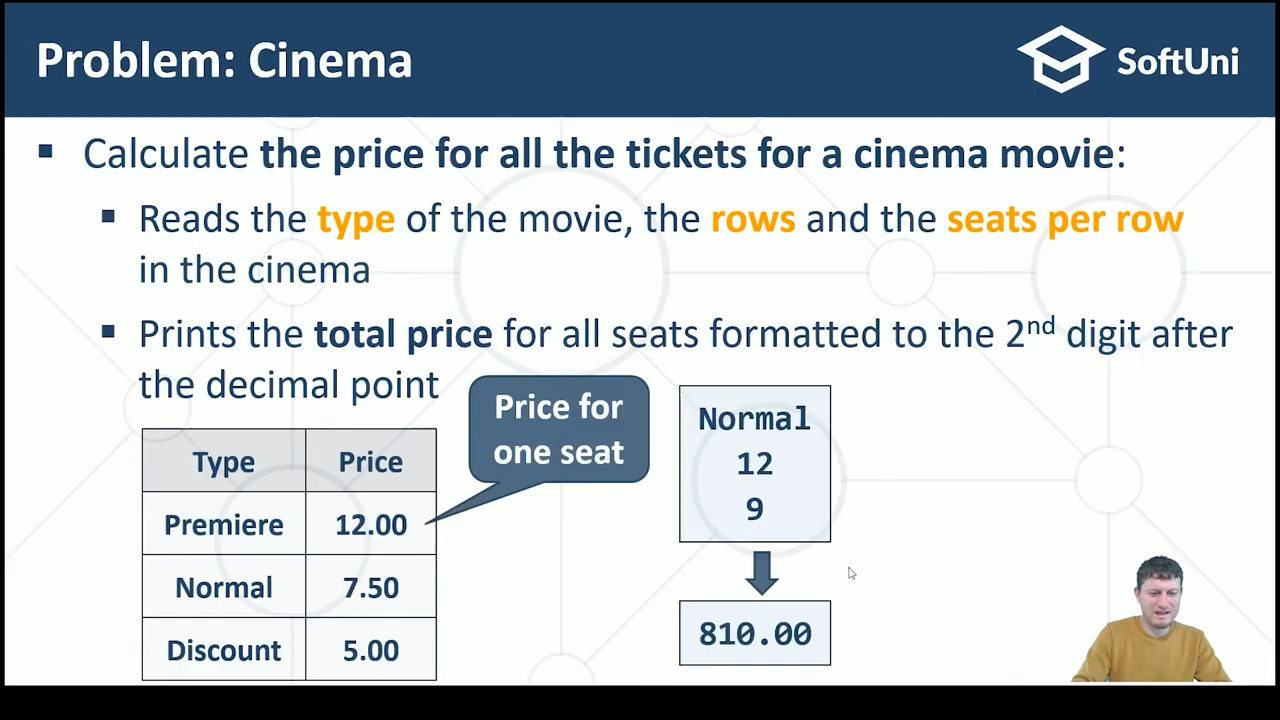 Problem: Cinema
SoftUni
▪ Calculate the price for all the tickets for a cinema movie:
▪ Reads the type of the movie, the rows and the seats per row
in the cinema
▪ Prints the total price for all seats formatted to the 2nd digit after
the decimal point
Price for
one seat
Type Price
Premiere 12.00
Normal 7.50
Discount 5.00
Normal
12
9
810.00